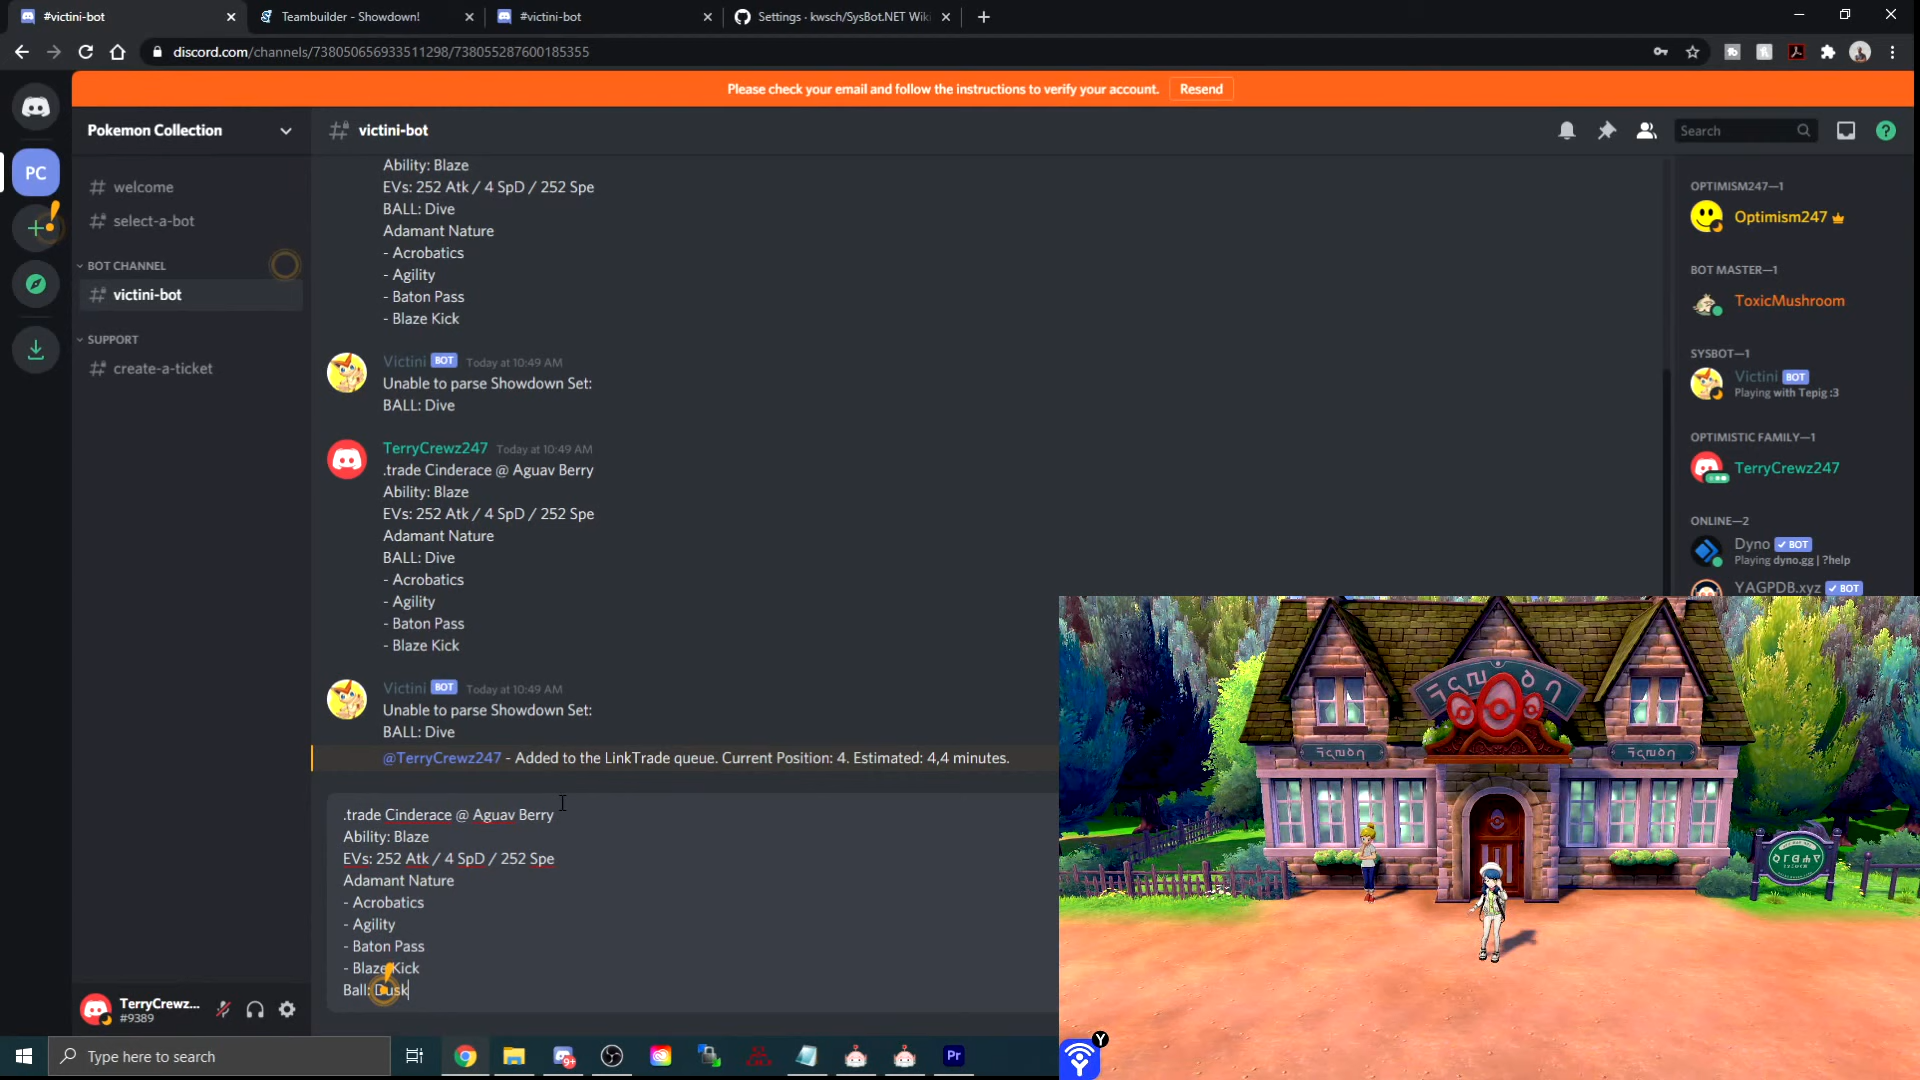 #victini-bot
Teambuilder - Showdown!
#victini-bot
Settings · kwsch/SysBot.NET Wiki
discord.com/channels/738050656933511298/738055287600185355
Please check your email and follow the instructions to verify your account.
Resend
Pokemon Collection
victini-bot
Search
PC
welcome
select-a-bot
BOT CHANNEL
victini-bot
SUPPORT
create-a-ticket
Ability: Blaze
EVs: 252 Atk / 4 SpD / 252 Spe
BALL: Dive
Adamant Nature
- Acrobatics
- Agility
- Baton Pass
- Blaze Kick
Victini BOT Today at 10:49 AM
Unable to parse Showdown Set:
BALL: Dive
TerryCrewz247 Today at 10:49 AM
.trade Cinderace @ Aguav Berry
Ability: Blaze
EVs: 252 Atk / 4 SpD / 252 Spe
Adamant Nature
BALL: Dive
- Acrobatics
- Agility
- Baton Pass
- Blaze Kick
Victini BOT Today at 10:49 AM
Unable to parse Showdown Set:
BALL: Dive
@TerryCrewz247 - Added to the LinkTrade queue. Current Position: 4. Estimated: 4,4 minutes.
.trade Cinderace @ Aguav Berry
Ability: Blaze
EVs: 252 Atk / 4 SpD / 252 Spe
Adamant Nature
- Acrobatics
- Agility
- Baton Pass
- Blaze Kick
Ball: Dusk
OPTIMISM247—1
Optimism247
BOT MASTER—1
ToxicMushroom
SYSBOT—1
Victini BOT
Playing with Tepig :3
OPTIMISTIC FAMILY—1
TerryCrewz247
ONLINE—2
Dyno ✓ BOT
Playing dyno.gg | ?help
YAGPDB.xyz ✓ BOT
TerryCrewz...
#9389
Type here to search
9+
Pr
Y